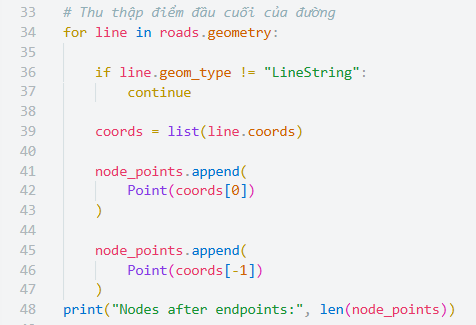 33 # Thu thập điểm đầu cuối của đường
34 for line in roads.geometry:
35
36     if line.geom_type != "LineString":
37         continue
38
39     coords = list(line.coords)
40
41     node_points.append(
42         Point(coords[0])
43     )
44
45     node_points.append(
46         Point(coords[-1])
47     )
48 print("Nodes after endpoints:", len(node_points))